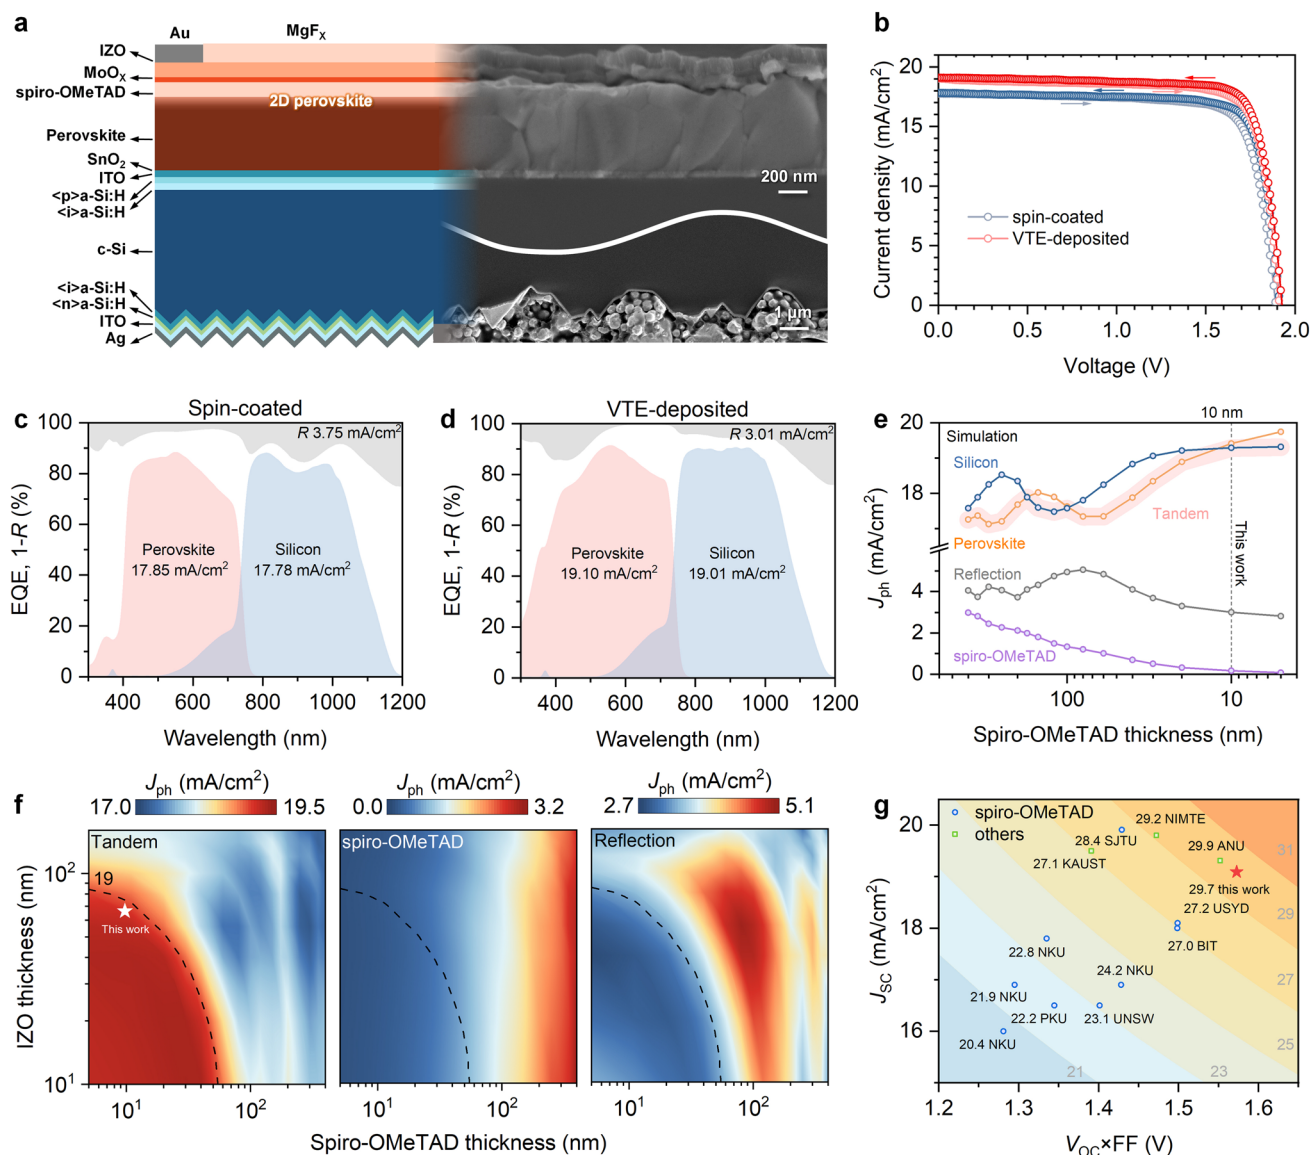 a
Au
MgFX
IZO
MoOX
spiro-OMeTAD
2D perovskite
Perovskite
SnO2
ITO
<p>a-Si:H
<i>a-Si:H
c-Si
<i>a-Si:H
<n>a-Si:H
ITO
Ag
200 nm
1 μm
b
Current density (mA/cm2)
20
15
10
5
0
spin-coated
VTE-deposited
0.0 0.5 1.0 1.5 2.0
Voltage (V)
c
Spin-coated
EQE, 1-R (%)
100
80
60
40
20
0
R 3.75 mA/cm2
Perovskite
17.85 mA/cm2
Silicon
17.78 mA/cm2
400 600 800 1000 1200
Wavelength (nm)
d
VTE-deposited
EQE, 1-R (%)
100
80
60
40
20
0
R 3.01 mA/cm2
Perovskite
19.10 mA/cm2
Silicon
19.01 mA/cm2
400 600 800 1000 1200
Wavelength (nm)
e
10 nm
Jph (mA/cm2)
20
18
4
2
0
Simulation
Silicon
Tandem
Perovskite
This work
Reflection
spiro-OMeTAD
100 10
Spiro-OMeTAD thickness (nm)
f
Jph (mA/cm2)
17.0 19.5
Jph (mA/cm2)
0.0 3.2
Jph (mA/cm2)
2.7 5.1
IZO thickness (nm)
10²
10¹
Tandem
19
This work
spiro-OMeTAD
Reflection
10¹ 10² 10¹ 10² 10¹ 10²
Spiro-OMeTAD thickness (nm)
g
JSC (mA/cm2)
20
18
16
spiro-OMeTAD
others
29.2 NIMTE
28.4 SJTU
27.1 KAUST
29.9 ANU
31
29.7 this work
27.2 USYD
29
27.0 BIT
22.8 NKU
24.2 NKU
27
21.9 NKU
22.2 PKU
23.1 UNSW
20.4 NKU
25
21
23
1.2 1.3 1.4 1.5 1.6
VOC×FF (V)